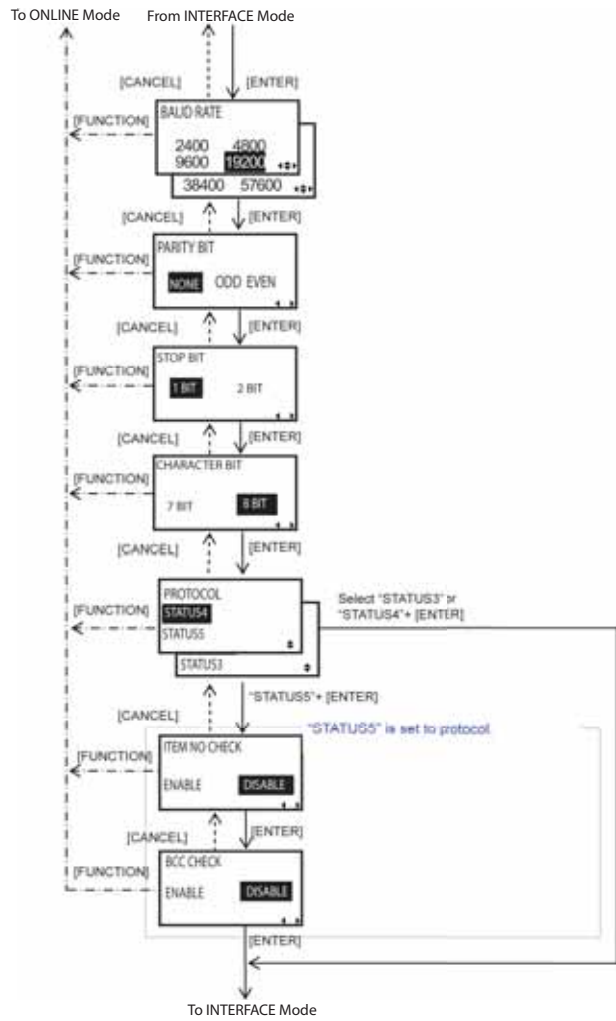 To ONLINE Mode
From INTERFACE Mode
[CANCEL]
[ENTER]
[FUNCTION]
BAUD RATE
2400 4800
9600 19200
38400 57600
[CANCEL]
[ENTER]
[FUNCTION]
PARITY BIT
NONE ODD EVEN
[CANCEL]
[ENTER]
[FUNCTION]
STOP BIT
1 BIT 2 BIT
[CANCEL]
[ENTER]
[FUNCTION]
CHARACTER BIT
7 BIT 8 BIT
[CANCEL]
[ENTER]
[FUNCTION]
PROTOCOL
STATUS4
STATUS5
STATUS3
Select "STATUS3" or
"STATUS4"+ [ENTER]
"STATUS5"+ [ENTER]
[CANCEL]
"STATUS5" is set to protocol
[FUNCTION]
ITEM NO CHECK
ENABLE DISABLE
[CANCEL]
[ENTER]
[FUNCTION]
BCC CHECK
ENABLE DISABLE
[ENTER]
To INTERFACE Mode